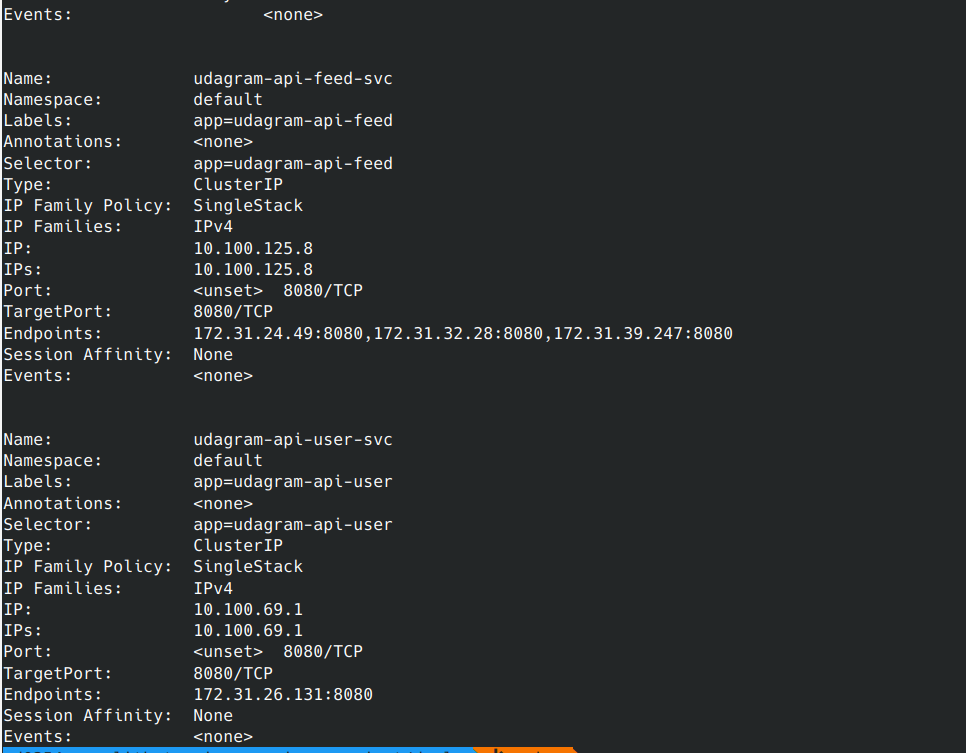 Events:                   <none>
Name:              udagram-api-feed-svc
Namespace:         default
Labels:            app=udagram-api-feed
Annotations:       <none>
Selector:          app=udagram-api-feed
Type:              ClusterIP
IP Family Policy:  SingleStack
IP Families:       IPv4
IP:                10.100.125.8
IPs:               10.100.125.8
Port:              <unset>  8080/TCP
TargetPort:        8080/TCP
Endpoints:         172.31.24.49:8080,172.31.32.28:8080,172.31.39.247:8080
Session Affinity:  None
Events:            <none>
Name:              udagram-api-user-svc
Namespace:         default
Labels:            app=udagram-api-user
Annotations:       <none>
Selector:          app=udagram-api-user
Type:              ClusterIP
IP Family Policy:  SingleStack
IP Families:       IPv4
IP:                10.100.69.1
IPs:               10.100.69.1
Port:              <unset>  8080/TCP
TargetPort:        8080/TCP
Endpoints:         172.31.26.131:8080
Session Affinity:  None
Events:            <none>